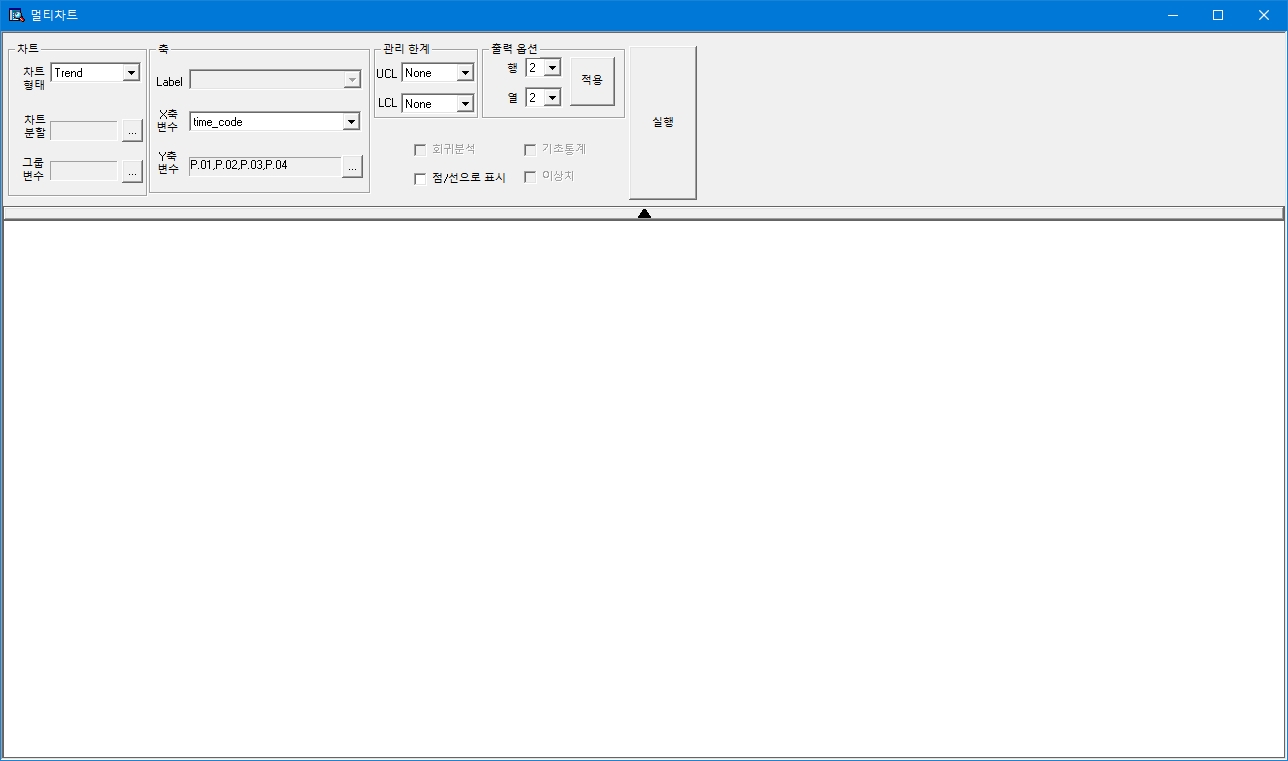 멀티차트
차트
차트
형태
Trend
차트
분할
...
그룹
변수
...
축
Label
X축
변수
time_code
Y축
변수
P.01,P.02,P.03,P.04
...
관리 한계
UCL
None
LCL
None
출력 옵션
행
2
열
2
적용
회귀분석
기초통계
점/선으로 표시
이상치
실행